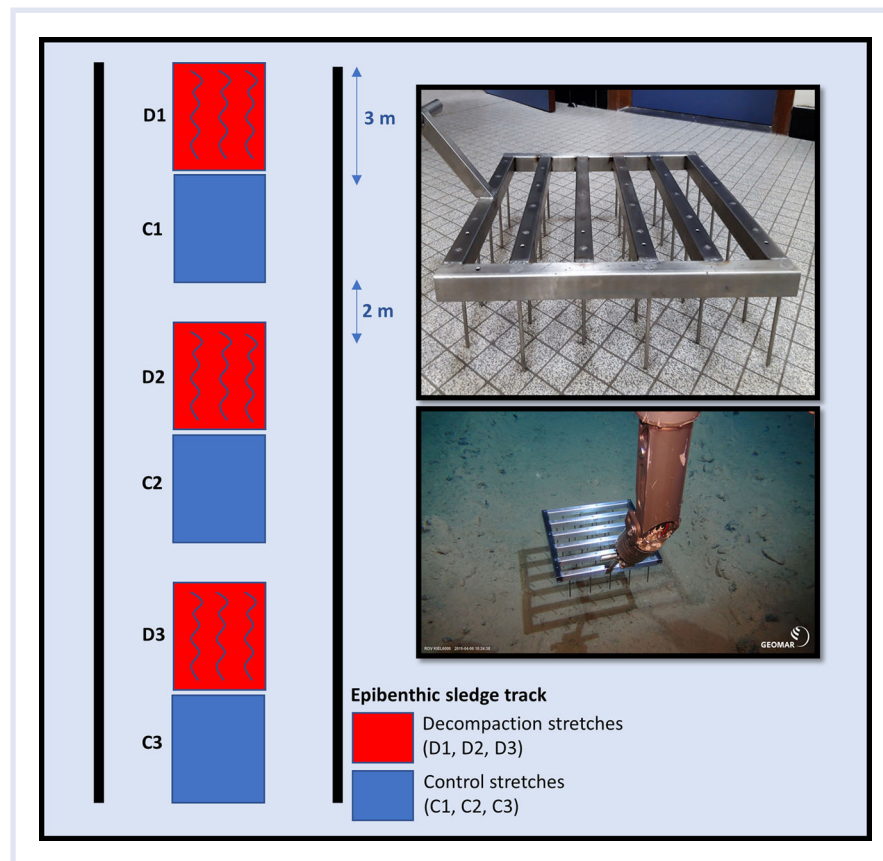 D1
3 m
C1
2 m
D2
C2
D3
C3
GEOMAR
Epibenthic sledge track
Decompaction stretches
(D1, D2, D3)
Control stretches
(C1, C2, C3)